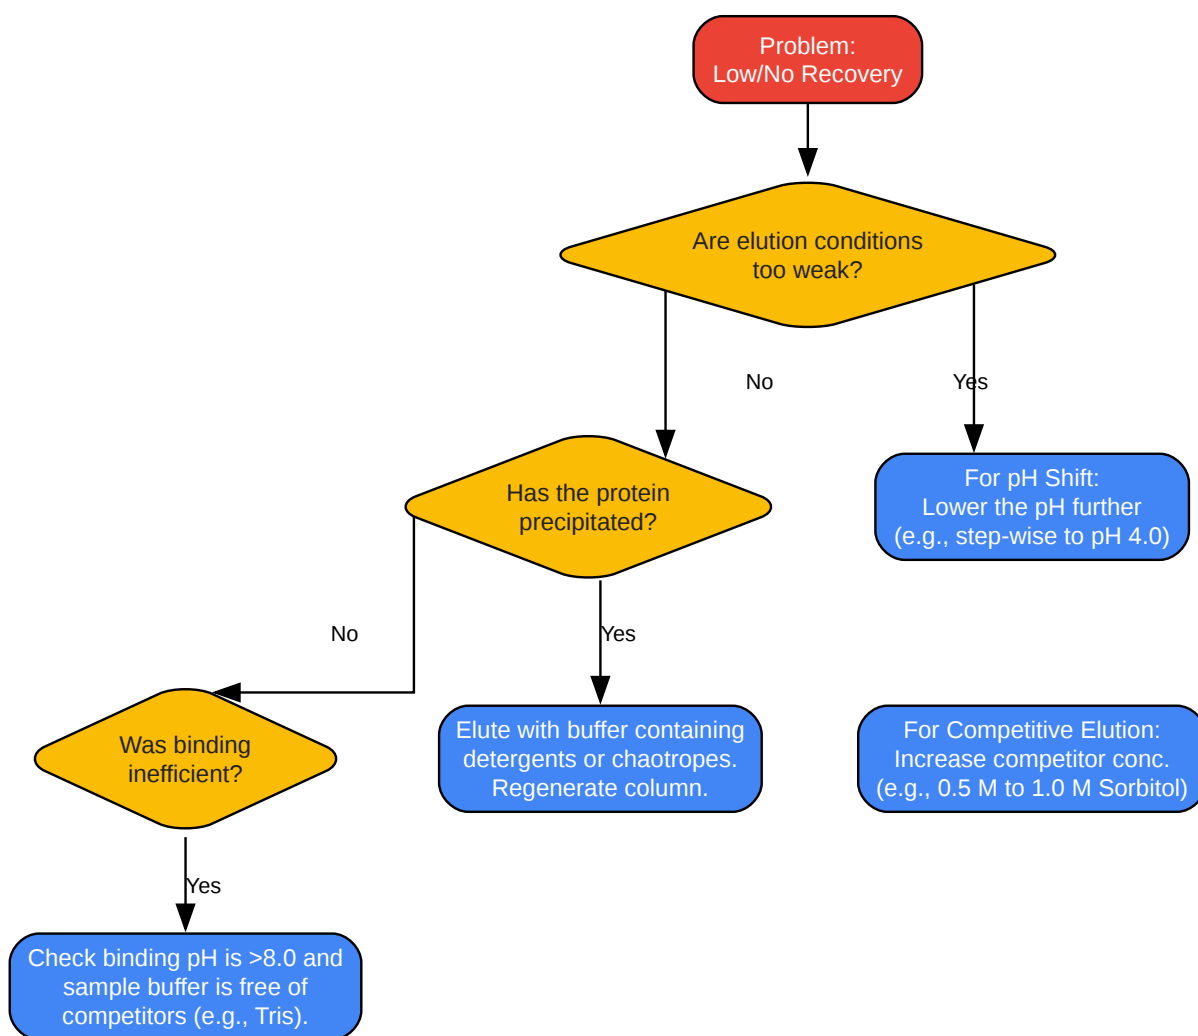 Problem:
Low/No Recovery
Are elution conditions
too weak?
No
Yes
Has the protein
precipitated?
For pH Shift:
Lower the pH further
(e.g., step-wise to pH 4.0)
No
Yes
Was binding
inefficient?
Elute with buffer containing
detergents or chaotropes.
Regenerate column.
For Competitive Elution:
Increase competitor conc.
(e.g., 0.5 M to 1.0 M Sorbitol)
Yes
Check binding pH is >8.0 and
sample buffer is free of
competitors (e.g., Tris).